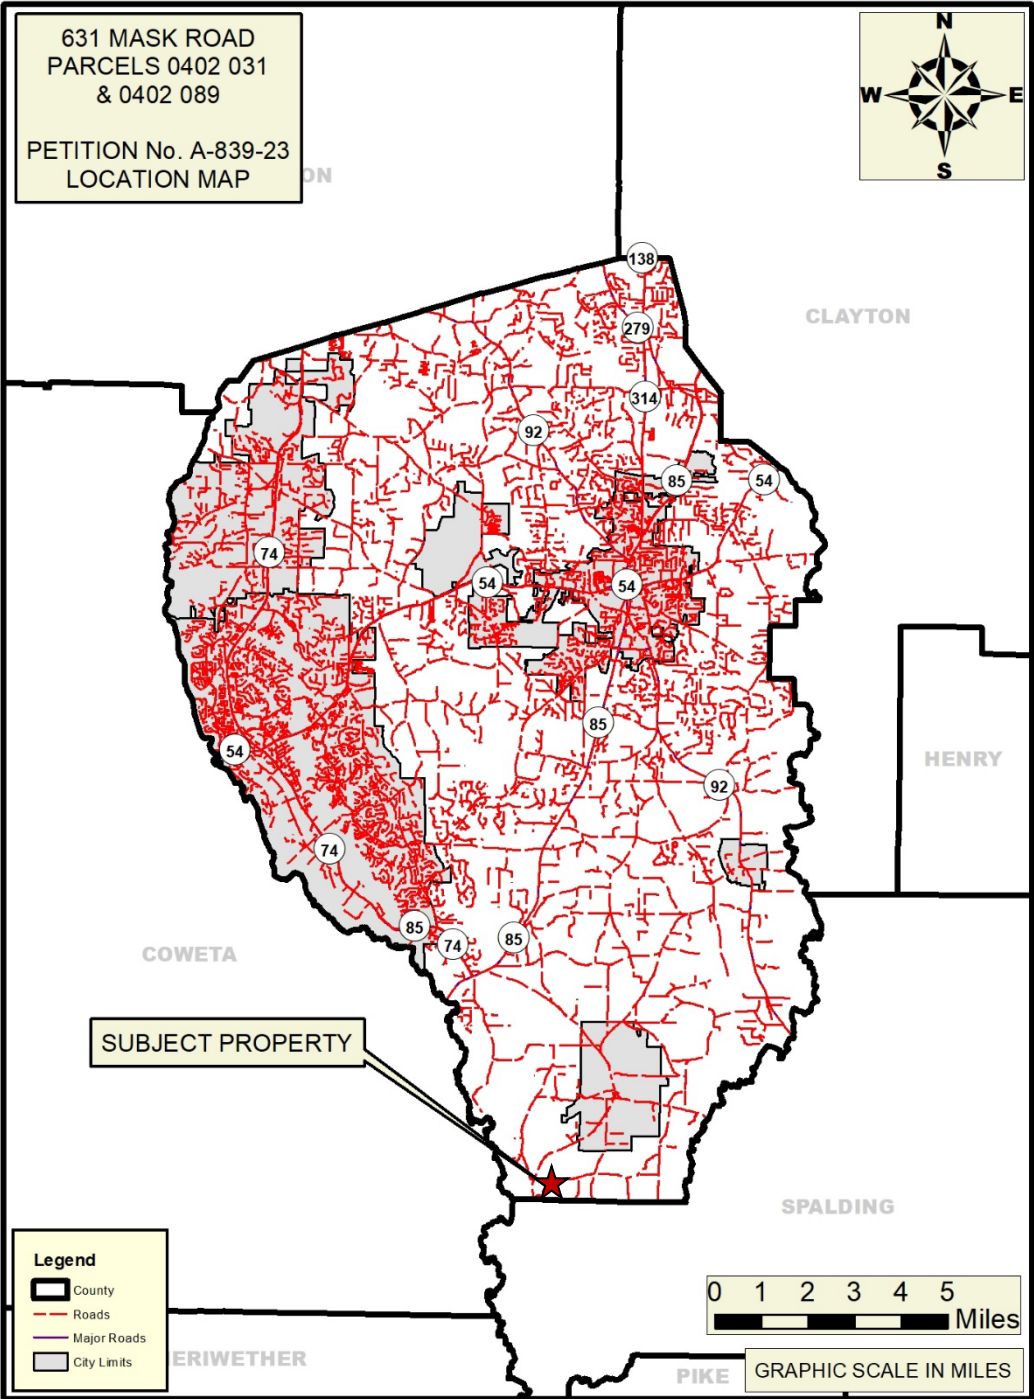 631 MASK ROAD
PARCELS 0402 031
& 0402 089
PETITION No. A-839-23
LOCATION MAP
ON
N
W E
S
138
CLAYTON
279
314
92
85
54
74
54
54
85
54
HENRY
92
74
85
74
85
COWETA
SUBJECT PROPERTY
SPALDING
Legend
County
Roads
Major Roads
City Limits
ERIWETHER
0 1 2 3 4 5
Miles
PIKE
GRAPHIC SCALE IN MILES